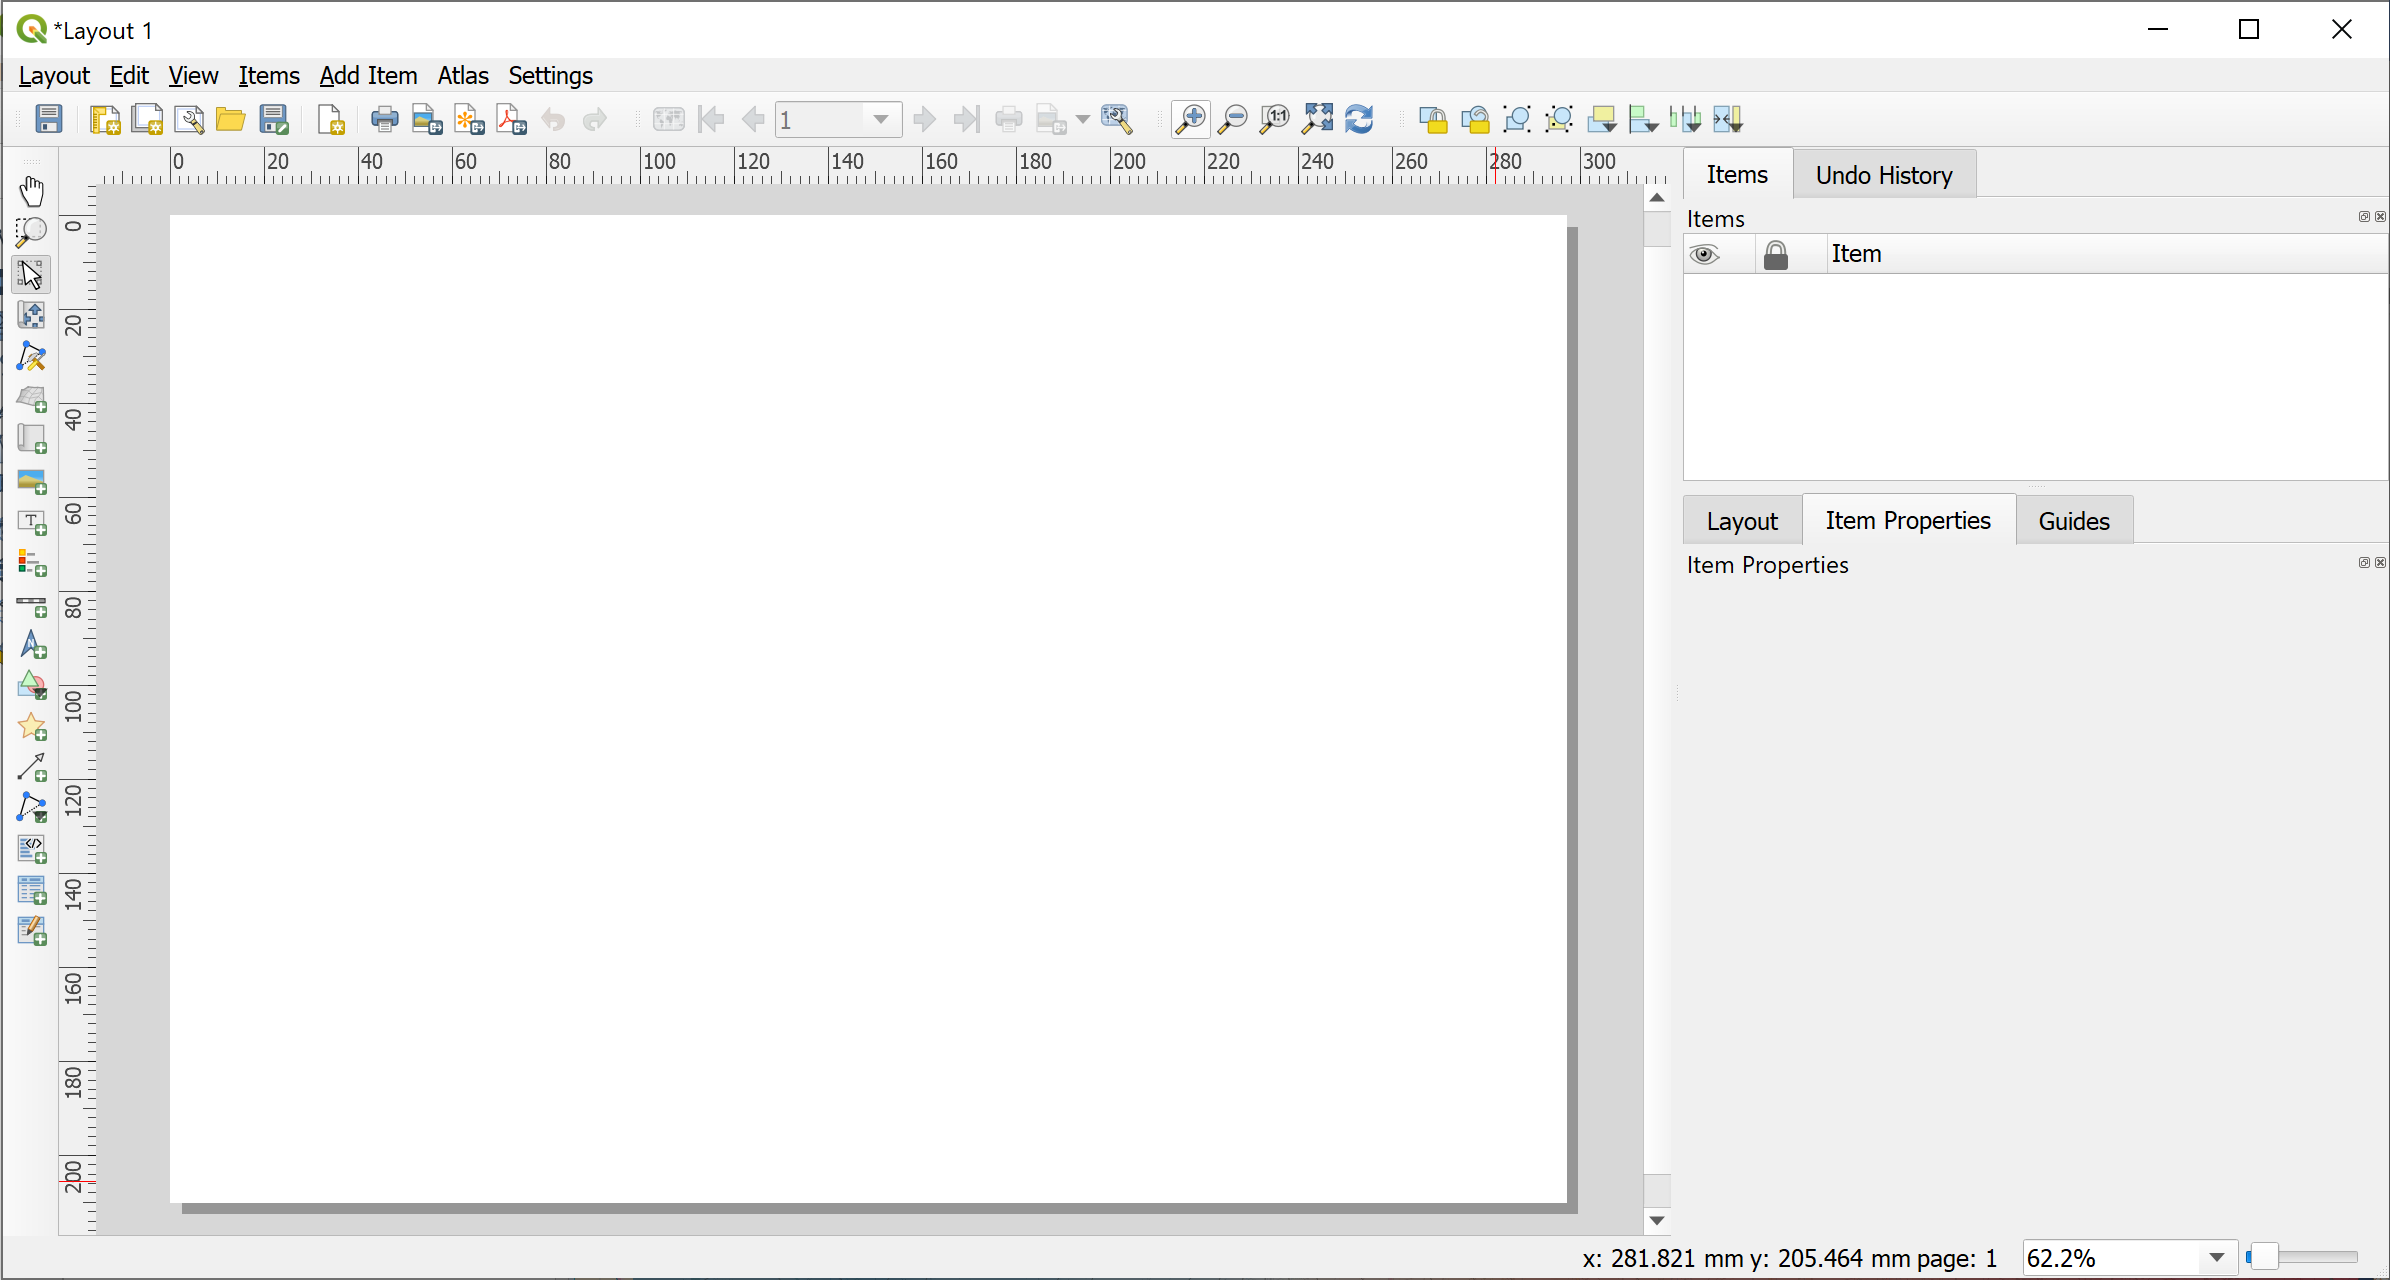 *Layout 1
Layout Edit View Items Add Item Atlas Settings
1
1:1
0 20 40 60 80 100 120 140 160 180 200 220 240 260 280 300
0
20
40
60
80
100
120
140
160
180
200
T
N
Items Undo History
Items
Item
Layout Item Properties Guides
Item Properties
x: 281.821 mm y: 205.464 mm page: 1 62.2%